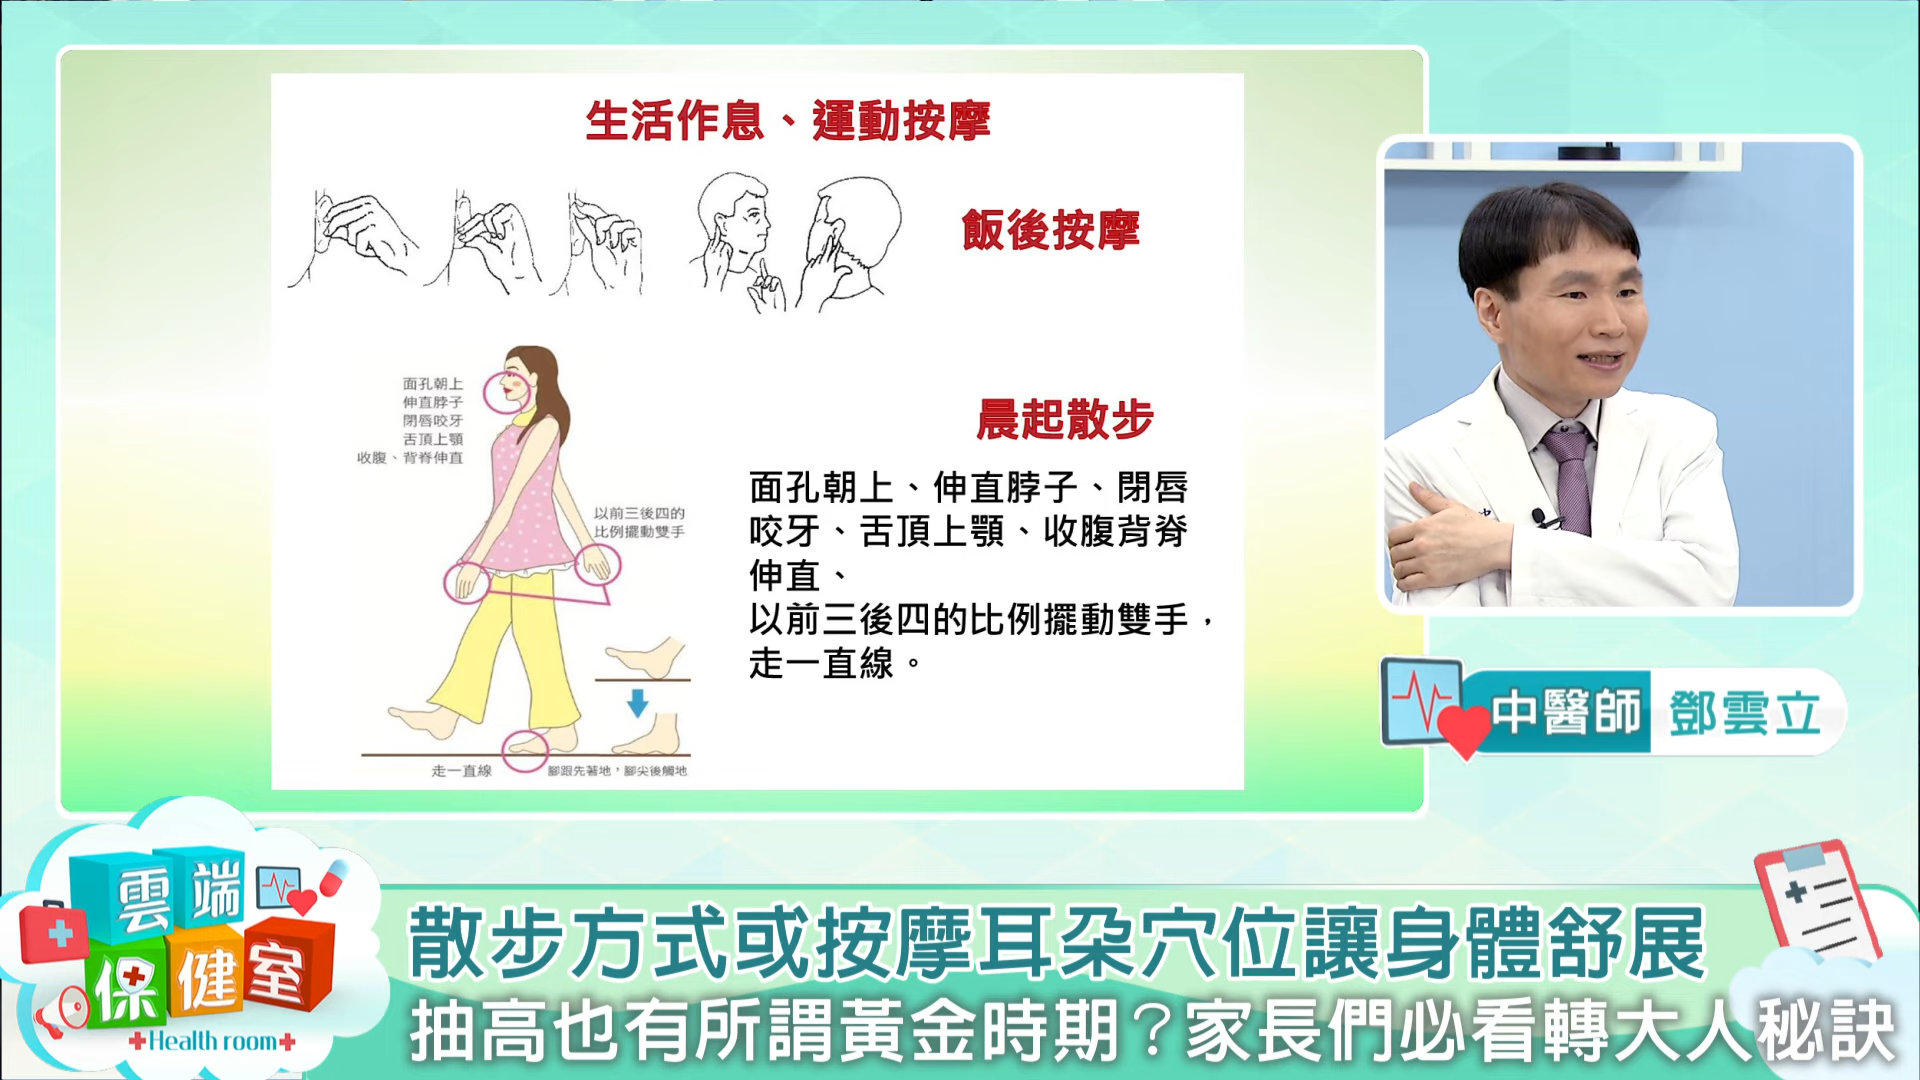 生活作息、運動按摩
飯後按摩
面孔朝上
伸直脖子
閉唇咬牙
舌頂上顎
收腹、背脊伸直
以前三後四的
比例擺動雙手
走一直線
腳跟先著地，腳尖後觸地
晨起散步
面孔朝上、伸直脖子、閉唇
咬牙、舌頂上顎、收腹背脊
伸直、
以前三後四的比例擺動雙手，
走一直線。
中醫師 鄧雲立
雲端
保健室
Health room
散步方式或按摩耳朵穴位讓身體舒展
抽高也有所謂黃金時期？家長們必看轉大人秘訣